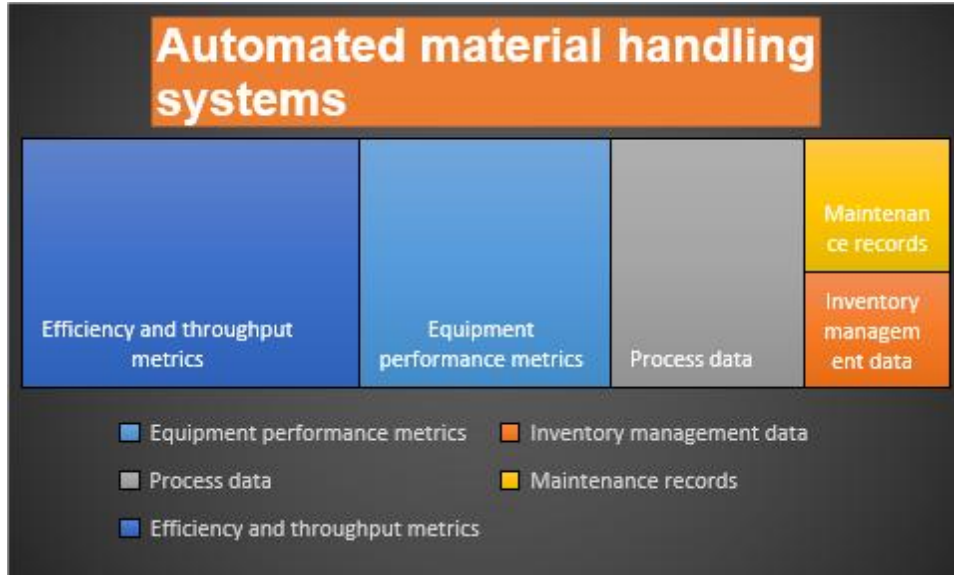 Automated material handling
systems
Efficiency and throughput
metrics
Equipment
performance metrics
Process data
Maintenan
ce records
Inventory
managem
ent data
Equipment performance metrics
Inventory management data
Process data
Maintenance records
Efficiency and throughput metrics